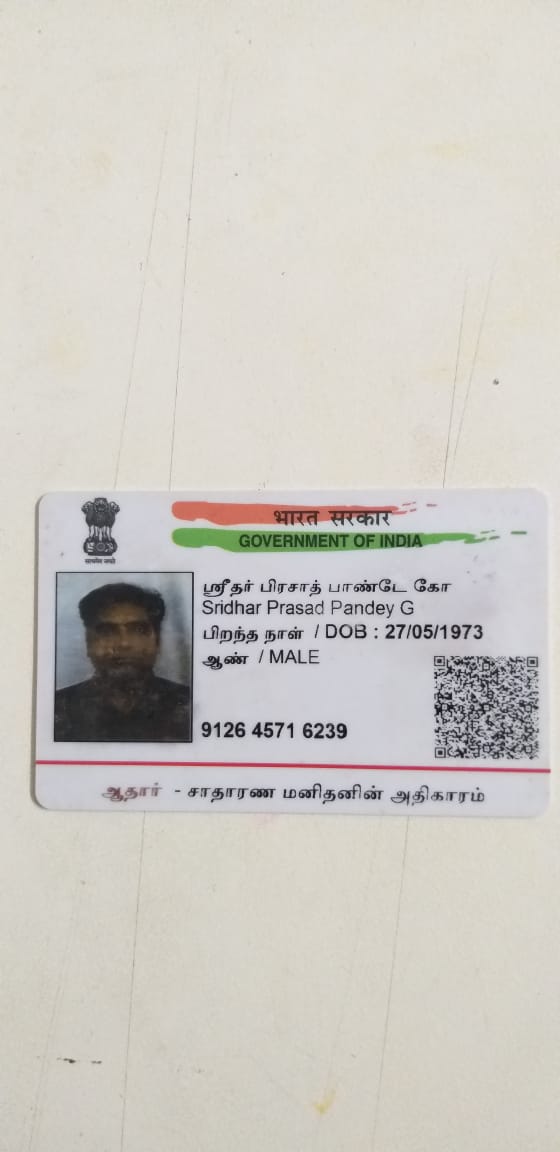 भारत सरकार
GOVERNMENT OF INDIA
सत्यमेव जयते
ஸ்ரீதர் பிரசாத் பாண்டே கோ
Sridhar Prasad Pandey G
பிறந்த நாள் / DOB : 27/05/1973
ஆண் / MALE
9126 4571 6239
ஆதார் - சாதாரண மனிதனின் அதிகாரம்